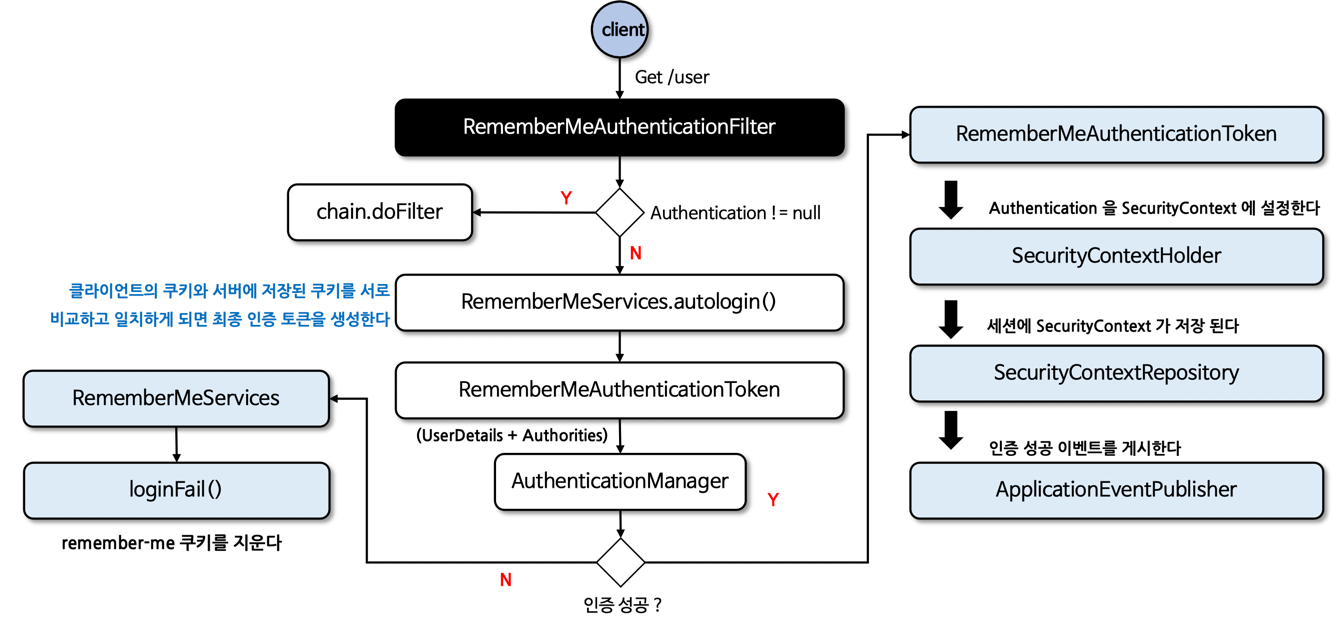 client
Get /user
RememberMeAuthenticationFilter
Y
chain.doFilter
Authentication != null
N
클라이언트의 쿠키와 서버에 저장된 쿠키를 서로
비교하고 일치하게 되면 최종 인증 토큰을 생성한다
RememberMeServices.autologin()
RememberMeAuthenticationToken
(UserDetails + Authorities)
AuthenticationManager
인증 성공 ?
N
RememberMeServices
loginFail()
remember-me 쿠키를 지운다
Y
RememberMeAuthenticationToken
Authentication 을 SecurityContext 에 설정한다
SecurityContextHolder
세션에 SecurityContext 가 저장 된다
SecurityContextRepository
인증 성공 이벤트를 게시한다
ApplicationEventPublisher